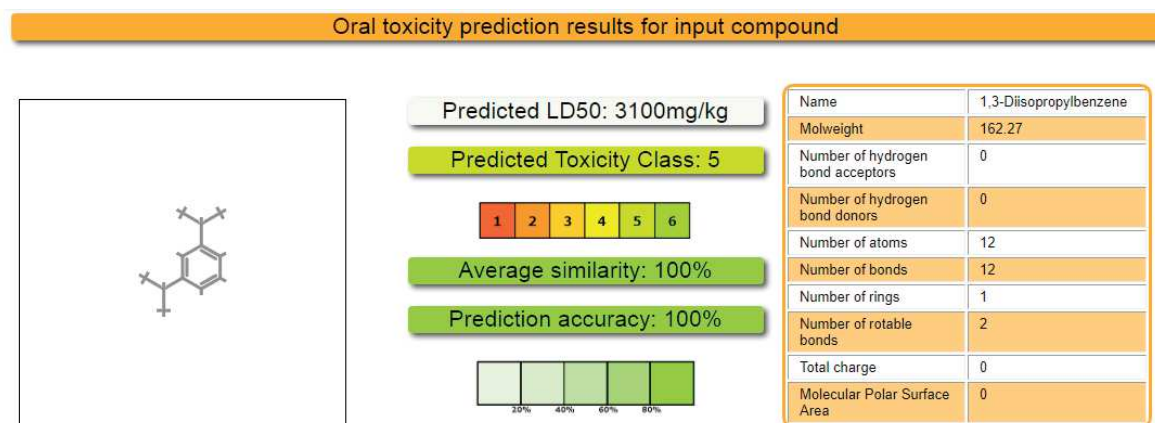 Oral toxicity prediction results for input compound
Predicted LD50: 3100mg/kg
Predicted Toxicity Class: 5
1 2 3 4 5 6
Average similarity: 100%
Prediction accuracy: 100%
20% 40% 60% 80%
Name 1,3-Diisopropylbenzene
Molweight 162.27
Number of hydrogen
bond acceptors 0
Number of hydrogen
bond donors 0
Number of atoms 12
Number of bonds 12
Number of rings 1
Number of rotable
bonds 2
Total charge 0
Molecular Polar Surface
Area 0